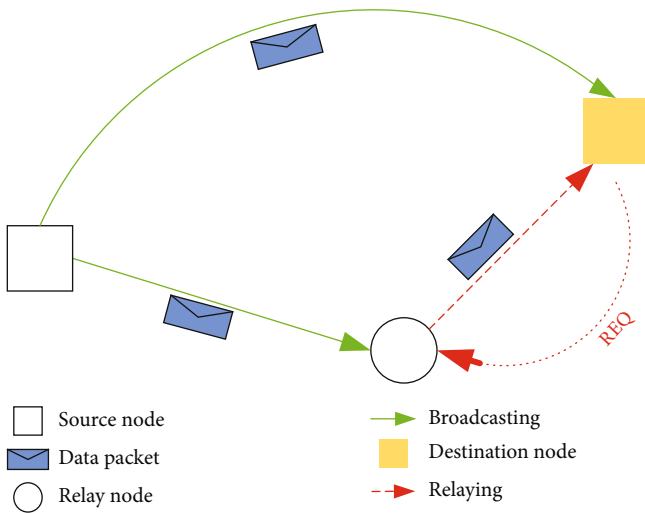 REQ
Source node
Data packet
Relay node
Broadcasting
Destination node
Relaying